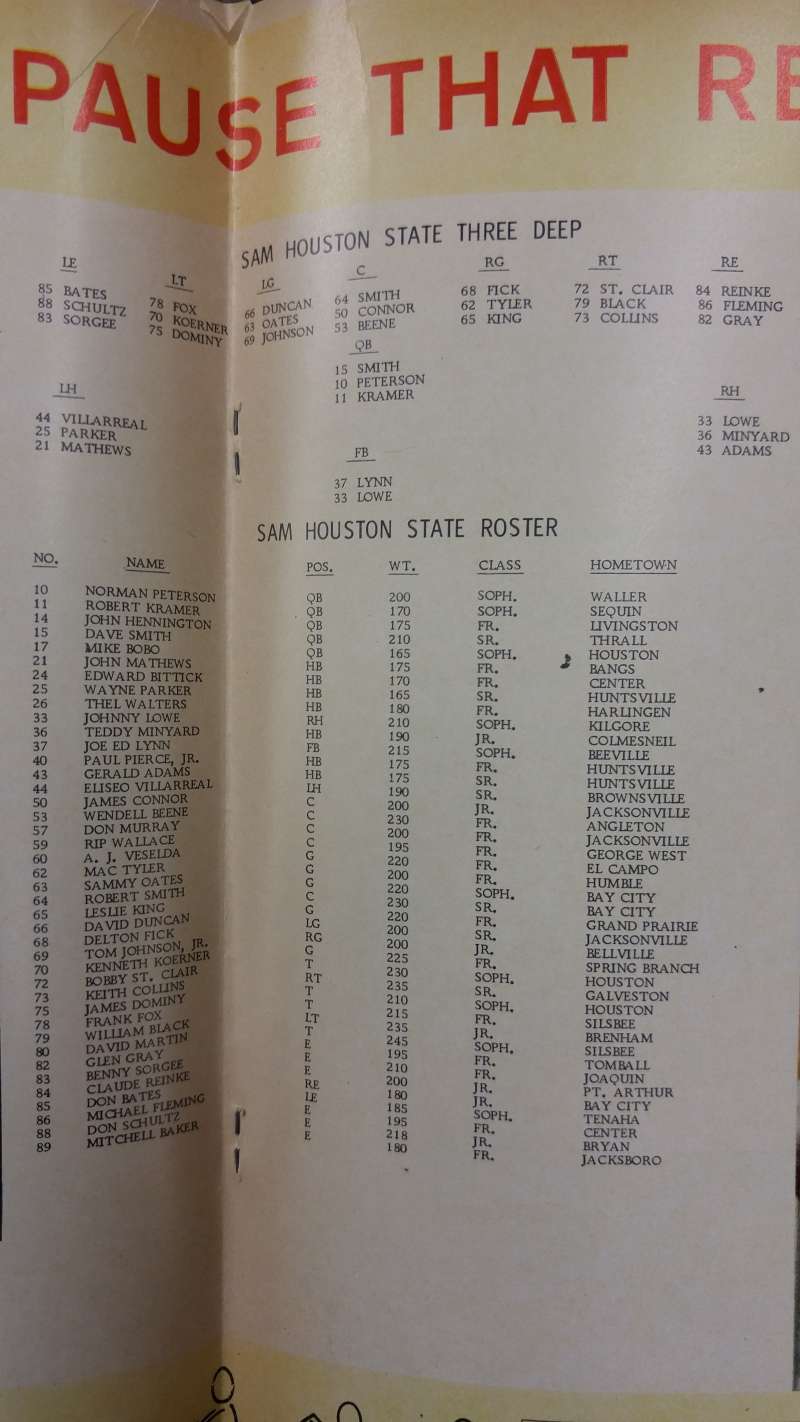 PAUSE THAT RE
SAM HOUSTON STATE THREE DEEP
LE LT LG C RG RT RE
85 BATES 78 FOX 66 DUNCAN 64 SMITH 68 FICK 72 ST. CLAIR 84 REINKE
88 SCHULTZ 70 KOERNER 63 OATES 50 CONNOR 62 TYLER 79 BLACK 86 FLEMING
83 SORGEE 75 DOMINY 69 JOHNSON 53 BEENE 65 KING 73 COLLINS 82 GRAY
QB
15 SMITH
10 PETERSON
11 KRAMER
LH RH
44 VILLARREAL 33 LOWE
25 PARKER 36 MINYARD
21 MATHEWS 43 ADAMS
FB
37 LYNN
33 LOWE
SAM HOUSTON STATE ROSTER
NO. NAME POS. WT. CLASS HOMETOWN
10 NORMAN PETERSON QB 200 SOPH. WALLER
11 ROBERT KRAMER QB 170 SOPH. SEQUIN
14 JOHN HENNINGTON QB 175 FR. LIVINGSTON
15 DAVE SMITH QB 210 SR. THRALL
17 MIKE BOBO QB 165 SOPH. HOUSTON
21 JOHN MATHEWS HB 175 FR. BANGS
24 EDWARD BITTICK HB 170 FR. CENTER
25 WAYNE PARKER HB 165 SR. HUNTSVILLE
26 THEL WALTERS HB 180 FR. HARLINGEN
33 JOHNNY LOWE RH 210 SOPH. KILGORE
36 TEDDY MINYARD HB 190 JR. COLMESNEIL
37 JOE ED LYNN FB 215 SOPH. BEEVILLE
40 PAUL PIERCE, JR. HB 175 FR. HUNTSVILLE
43 GERALD ADAMS HB 175 SR. HUNTSVILLE
44 ELISEO VILLARREAL LH 190 SR. BROWNSVILLE
50 JAMES CONNOR C 200 JR. JACKSONVILLE
53 WENDELL BEENE C 230 FR. ANGLETON
57 DON MURRAY C 200 FR. JACKSONVILLE
59 RIP WALLACE C 195 FR. GEORGE WEST
60 A. J. VESELDA G 220 FR. EL CAMPO
62 MAC TYLER G 200 FR. HUMBLE
63 SAMMY OATES G 220 SOPH. BAY CITY
64 ROBERT SMITH C 230 SR. BAY CITY
65 LESLIE KING G 220 FR. GRAND PRAIRIE
66 DAVID DUNCAN LG 200 SR. JACKSONVILLE
68 DELTON FICK RG 200 JR. BELLVILLE
69 TOM JOHNSON, JR. G 225 FR. SPRING BRANCH
70 KENNETH KOERNER T 230 SOPH. HOUSTON
72 BOBBY ST. CLAIR RT 235 SR. GALVESTON
73 KEITH COLLINS T 210 SOPH. HOUSTON
75 JAMES DOMINY T 215 FR. SILSBEE
78 FRANK FOX LT 235 JR. BRENHAM
79 WILLIAM BLACK T 245 SOPH. SILSBEE
80 DAVID MARTIN E 195 FR. TOMBALL
82 GLEN GRAY E 210 FR. JOAQUIN
83 BENNY SORGEE E 200 JR. PT. ARTHUR
84 CLAUDE REINKE RE 180 JR. BAY CITY
85 DON BATES LE 185 SOPH. TENAHA
86 MICHAEL FLEMING E 195 FR. CENTER
88 DON SCHULTZ E 218 JR. BRYAN
89 MITCHELL BAKER E 180 FR. JACKSBORO